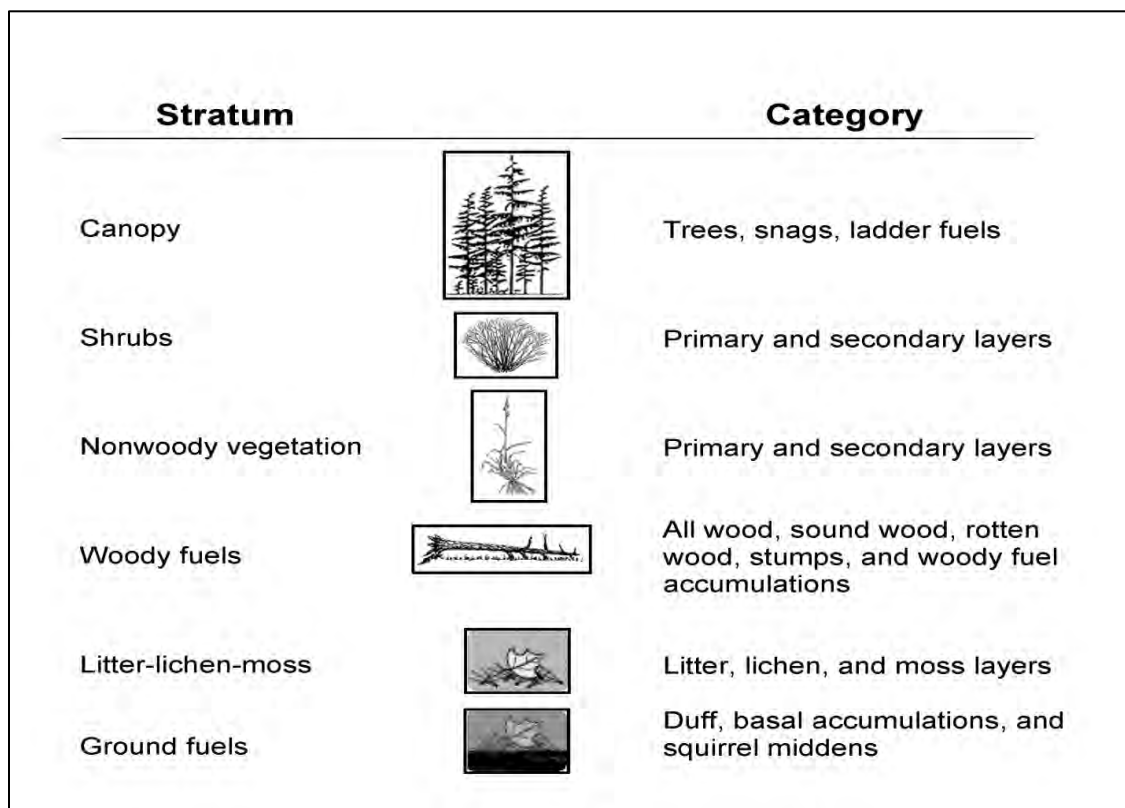 Stratum Category
Canopy Trees, snags, ladder fuels
Shrubs Primary and secondary layers
Nonwoody vegetation Primary and secondary layers
Woody fuels All wood, sound wood, rotten
wood, stumps, and woody fuel
accumulations
Litter-lichen-moss Litter, lichen, and moss layers
Ground fuels Duff, basal accumulations, and
squirrel middens